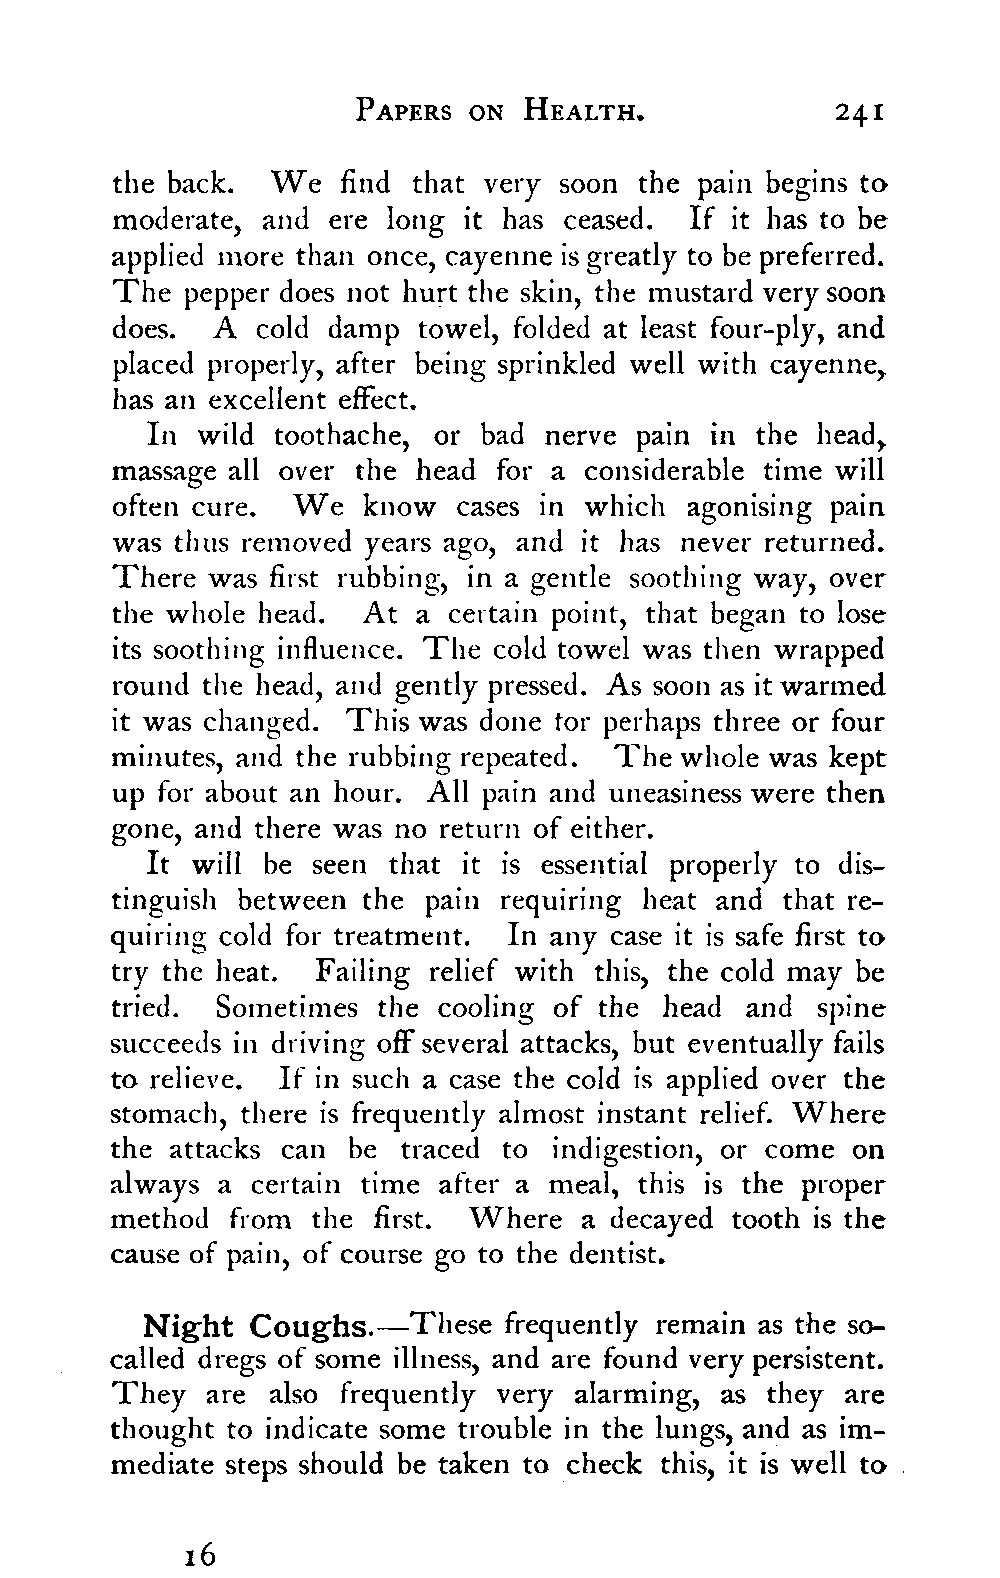 PAPERS ON HEALTH. 241
the back. We find that very soon the pain begins to
moderate, and ere long it has ceased. If it has to be
applied more than once, cayenne is greatly to be preferred.
The pepper does not hurt the skin, the mustard very soon
does. A cold damp towel, folded at least four-ply, and
placed properly, after being sprinkled well with cayenne,
has an excellent effect.
In wild toothache, or bad nerve pain in the head,
massage all over the head for a considerable time will
often cure. We know cases in which agonising pain
was thus removed years ago, and it has never returned.
There was first rubbing, in a gentle soothing way, over
the whole head. At a certain point, that began to lose
its soothing influence. The cold towel was then wrapped
round the head, and gently pressed. As soon as it warmed
it was changed. This was done for perhaps three or four
minutes, and the rubbing repeated. The whole was kept
up for about an hour. All pain and uneasiness were then
gone, and there was no return of either.
It will be seen that it is essential properly to dis-
tinguish between the pain requiring heat and that re-
quiring cold for treatment. In any case it is safe first to
try the heat. Failing relief with this, the cold may be
tried. Sometimes the cooling of the head and spine
succeeds in driving off several attacks, but eventually fails
to relieve. If in such a case the cold is applied over the
stomach, there is frequently almost instant relief. Where
the attacks can be traced to indigestion, or come on
always a certain time after a meal, this is the proper
method from the first. Where a decayed tooth is the
cause of pain, of course go to the dentist.
Night Coughs.—These frequently remain as the so-
called dregs of some illness, and are found very persistent.
They are also frequently very alarming, as they are
thought to indicate some trouble in the lungs, and as im-
mediate steps should be taken to check this, it is well to
16